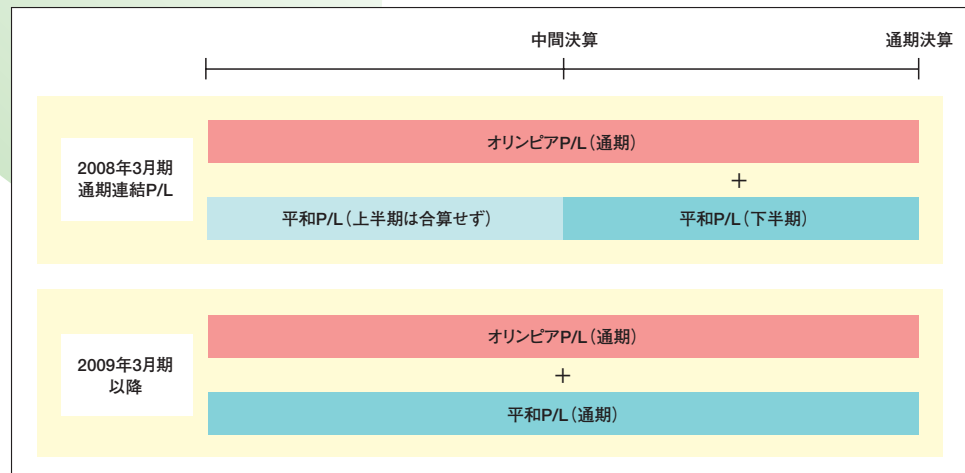 中間決算
通期決算
2008年3月期
通期連結P/L
オリンピアP/L(通期)
+
平和P/L(上半期は合算せず)
平和P/L(下半期)
2009年3月期
以降
オリンピアP/L(通期)
+
平和P/L(通期)